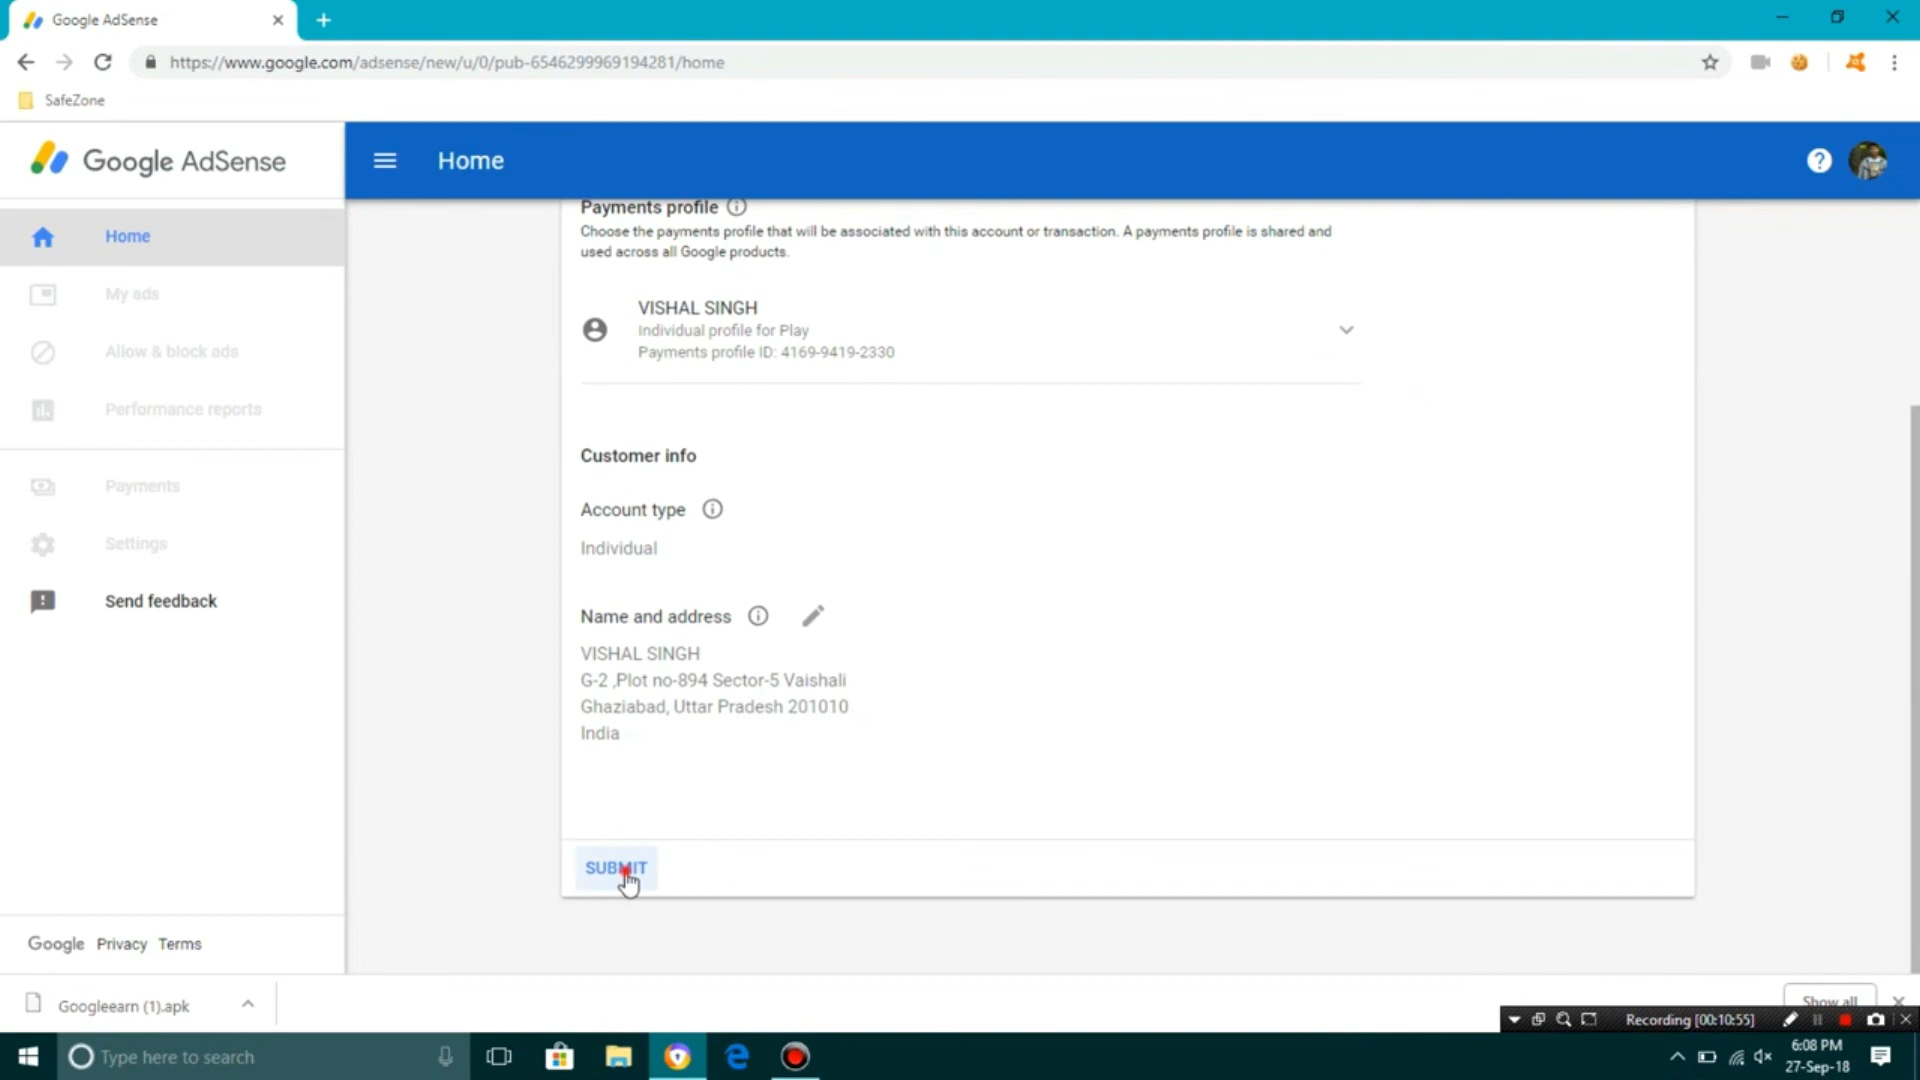 Google AdSense
https://www.google.com/adsense/new/u/0/pub-6546299969194281/home
SafeZone
Google AdSense
Home
Home
My ads
Allow & block ads
Performance reports
Payments
Settings
Send feedback
Google Privacy Terms
Payments profile
Choose the payments profile that will be associated with this account or transaction. A payments profile is shared and
used across all Google products.
VISHAL SINGH
Individual profile for Play
Payments profile ID: 4169-9419-2330
Customer info
Account type
Individual
Name and address
VISHAL SINGH
G-2 ,Plot no-894 Sector-5 Vaishali
Ghaziabad, Uttar Pradesh 201010
India
SUBMIT
Googleearn (1).apk
Show all
Recording [00:10:55]
Type here to search
6:08 PM
27-Sep-18